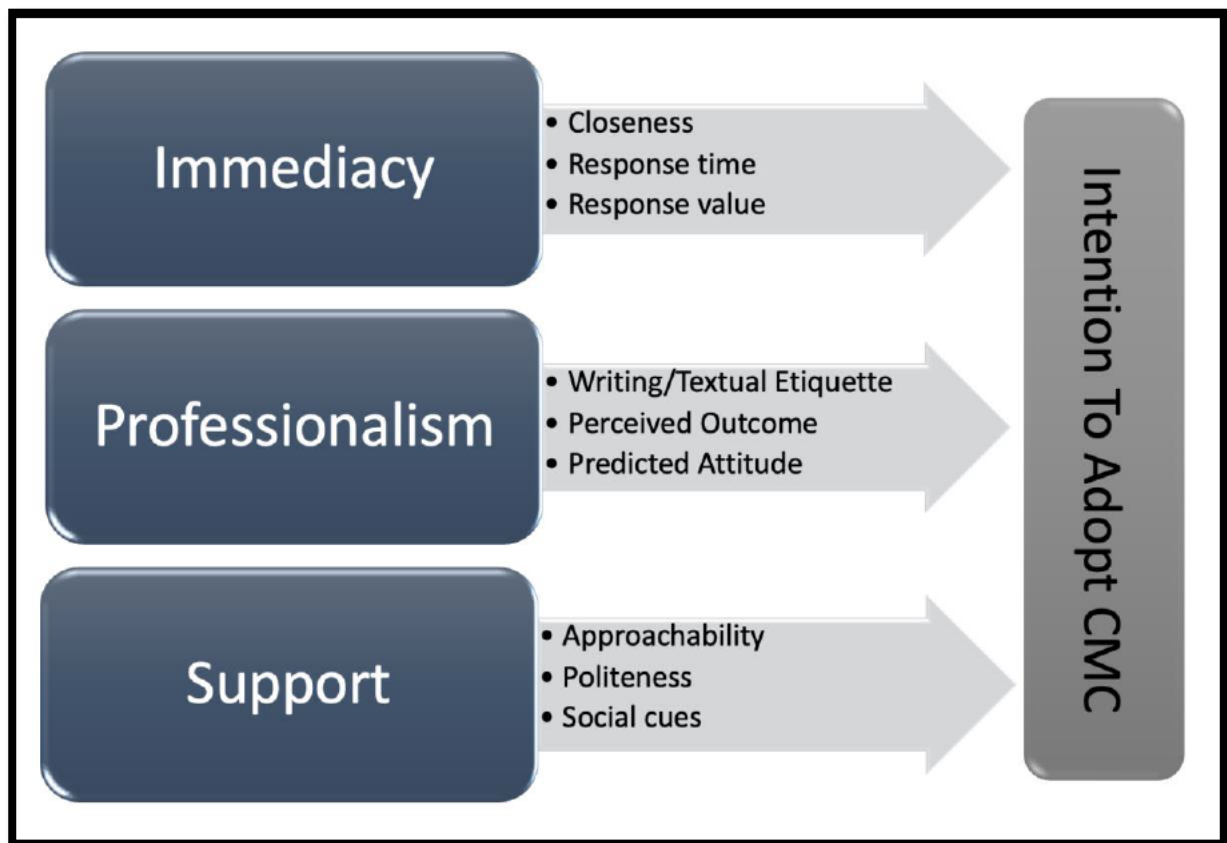 Immediacy
• Closeness
• Response time
• Response value
Professionalism
• Writing/Textual Etiquette
• Perceived Outcome
• Predicted Attitude
Support
• Approachability
• Politeness
• Social cues
Intention To Adopt CMC